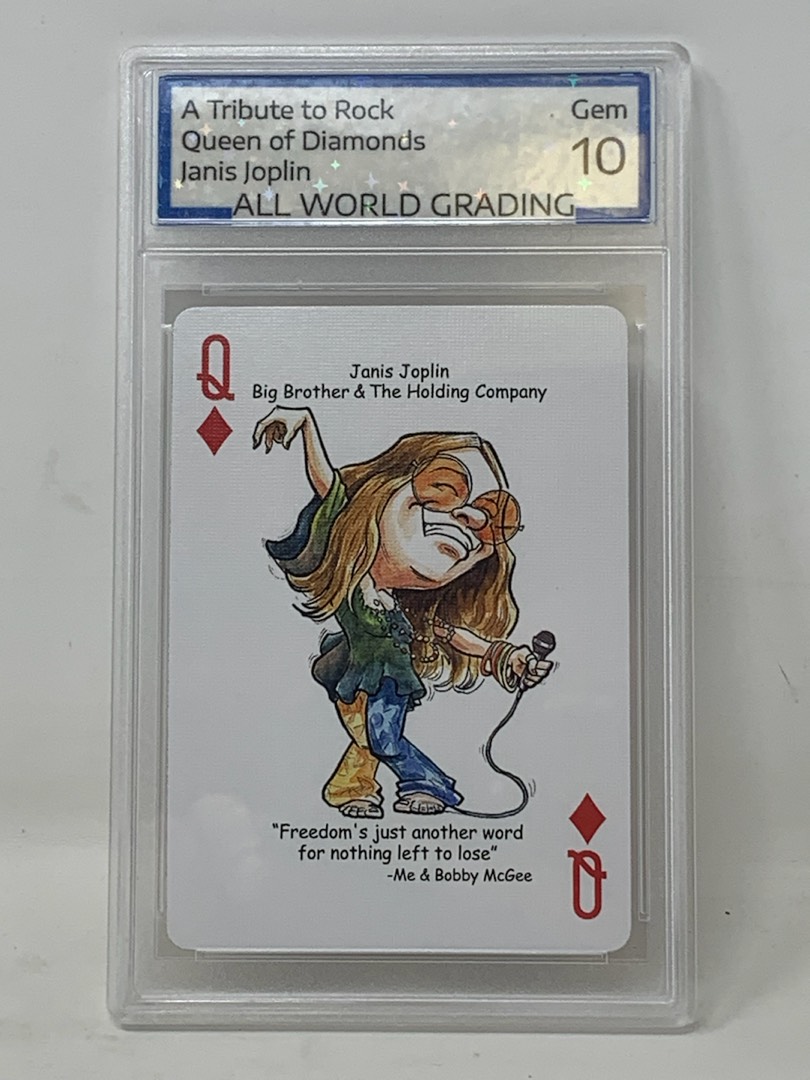 A Tribute to Rock
Gem
Queen of Diamonds
10
Janis Joplin
ALL WORLD GRADING
Q
Janis Joplin
Big Brother & The Holding Company
"Freedom's just another word
for nothing left to lose"
-Me & Bobby McGee
Q